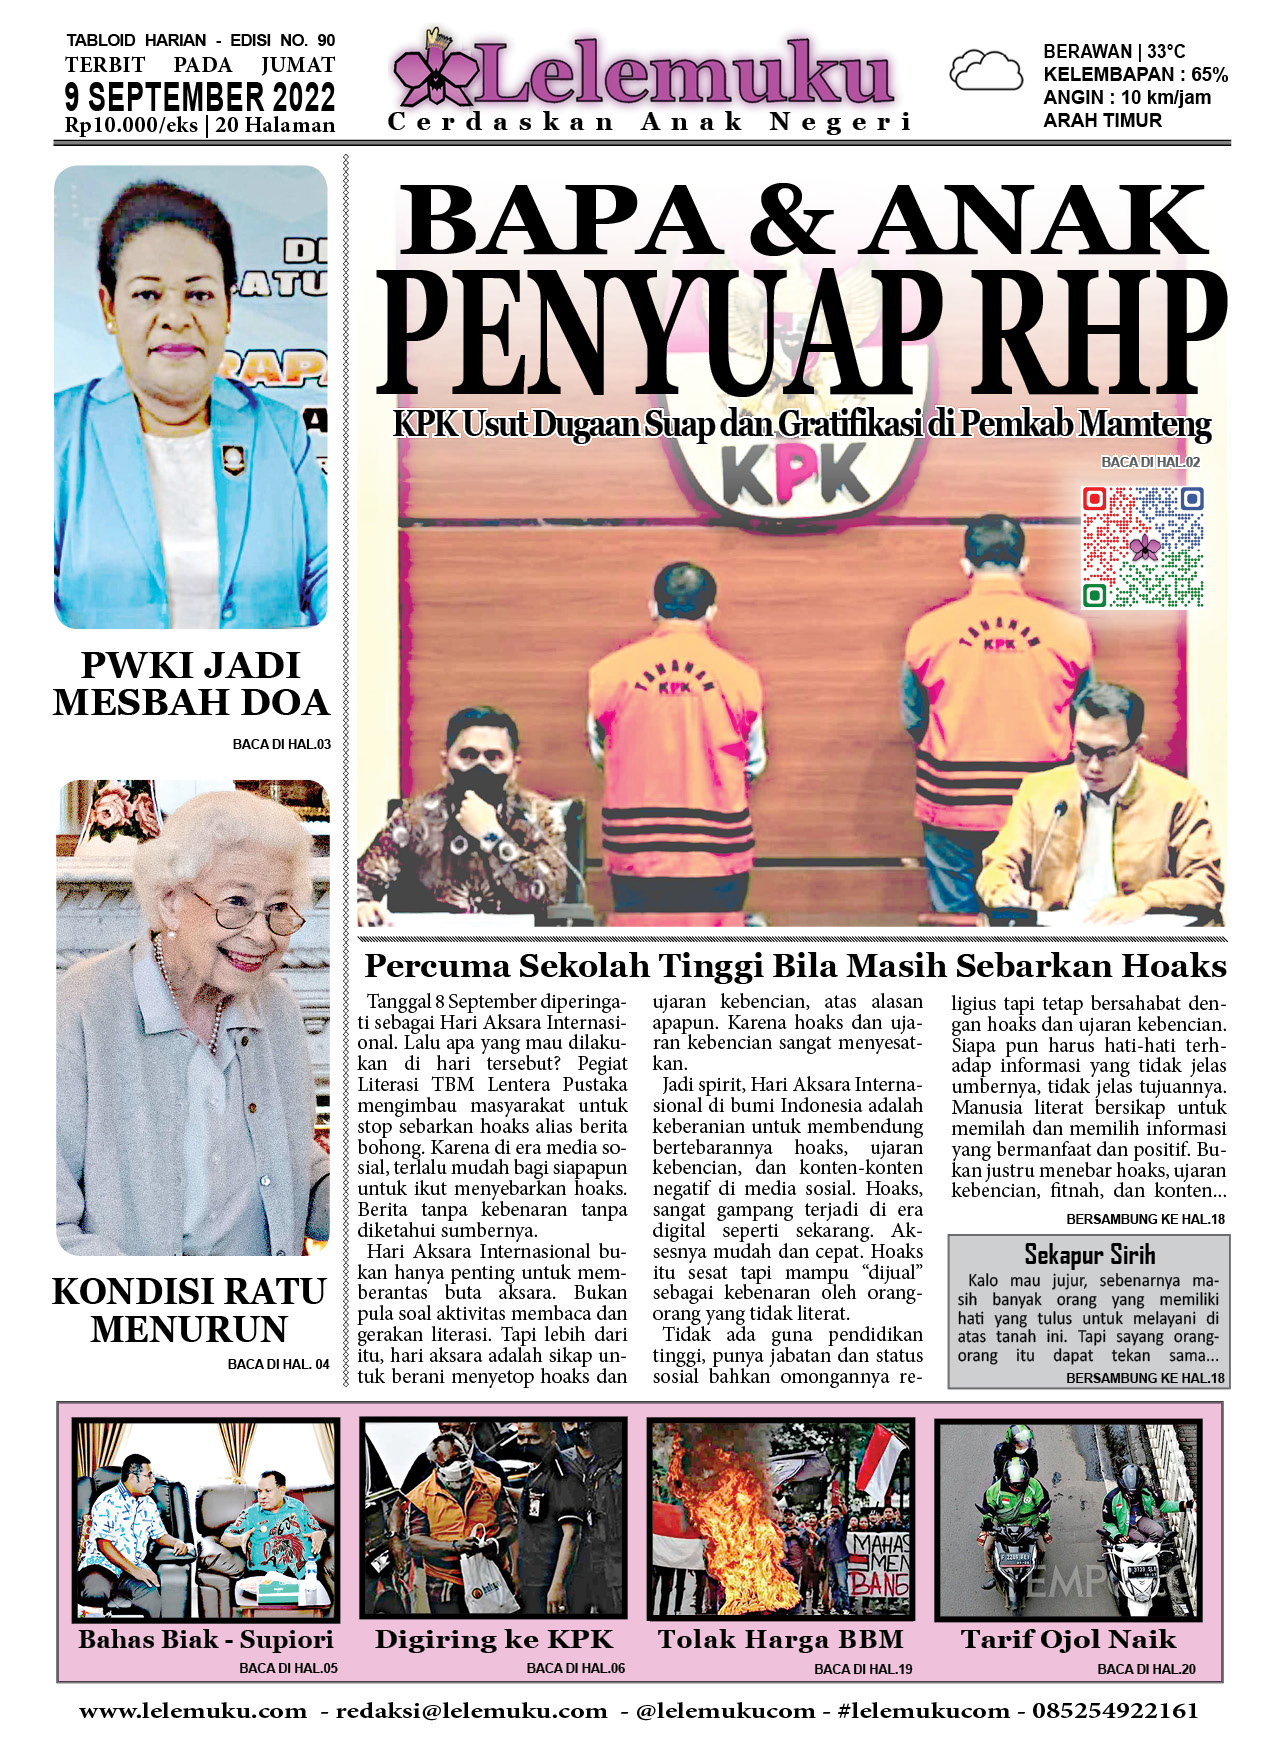 TABLOID HARIAN - EDISI NO. 90
TERBIT PADA JUMAT
9 SEPTEMBER 2022
Rp10.000/eks | 20 Halaman
Lelemuku
Cerdaskan Anak Negeri
BERAWAN | 33°C
KELEMBAPAN : 65%
ANGIN : 10 km/jam
ARAH TIMUR
PWKI JADI
MESBAH DOA
BACA DI HAL.03
KONDISI RATU
MENURUN
BACA DI HAL. 04
BAPA & ANAK
PENYUAP RHP
KPK Usut Dugaan Suap dan Gratifikasi di Pemkab Mamteng
BACA DI HAL.02
KPK
TAHANAN
KPK
TAHANAN
KPK
Percuma Sekolah Tinggi Bila Masih Sebarkan Hoaks
Tanggal 8 September diperinga-
ti sebagai Hari Aksara Internasi-
onal. Lalu apa yang mau dilaku-
kan di hari tersebut? Pegiat
Literasi TBM Lentera Pustaka
mengimbau masyarakat untuk
stop sebarkan hoaks alias berita
bohong. Karena di era media so-
sial, terlalu mudah bagi siapapun
untuk ikut menyebarkan hoaks.
Berita tanpa kebenaran tanpa
diketahui sumbernya.
Hari Aksara Internasional bu-
kan hanya penting untuk mem-
berantas buta aksara. Bukan
pula soal aktivitas membaca dan
gerakan literasi. Tapi lebih dari
itu, hari aksara adalah sikap un-
tuk berani menyetop hoaks dan
ujaran kebencian, atas alasan
apapun. Karena hoaks dan uja-
ran kebencian sangat menyesat-
kan.
Jadi spirit, Hari Aksara Interna-
sional di bumi Indonesia adalah
keberanian untuk membendung
bertebarannya hoaks, ujaran
kebencian, dan konten-konten
negatif di media sosial. Hoaks,
sangat gampang terjadi di era
digital seperti sekarang. Ak-
sesnya mudah dan cepat. Hoaks
itu sesat tapi mampu “dijual”
sebagai kebenaran oleh orang-
orang yang tidak literat.
Tidak ada guna pendidikan
tinggi, punya jabatan dan status
sosial bahkan omongannya re-
ligius tapi tetap bersahabat den-
gan hoaks dan ujaran kebencian.
Siapa pun harus hati-hati terh-
adap informasi yang tidak jelas
umbernya, tidak jelas tujuannya.
Manusia literat bersikap untuk
memilah dan memilih informasi
yang bermanfaat dan positif. Bu-
kan justru menebar hoaks, ujaran
kebencian, fitnah, dan konten...
BERSAMBUNG KE HAL.18
Sekapur Sirih
Kalo mau jujur, sebenarnya ma-
sih banyak orang yang memiliki
hati yang tulus untuk melayani di
atas tanah ini. Tapi sayang orang-
orang itu dapat tekan sama...
BERSAMBUNG KE HAL.18
MAHAS
MEN
BANG
Bahas Biak - Supiori
BACA DI HAL.05
Digiring ke KPK
BACA DI HAL.06
Tolak Harga BBM
BACA DI HAL.19
Tarif Ojol Naik
BACA DI HAL.20
www.lelemuku.com - redaksi@lelemuku.com - @lelemukucom - #lelemukucom - 085254922161